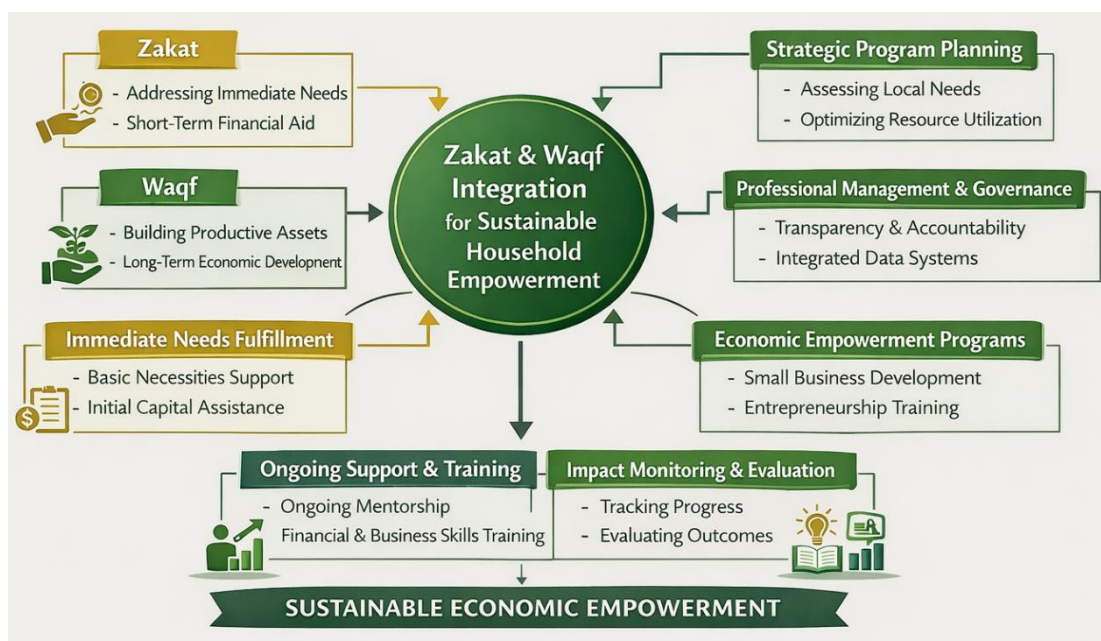 Zakat
- Addressing Immediate Needs
- Short-Term Financial Aid
Waqf
- Building Productive Assets
- Long-Term Economic Development
Immediate Needs Fulfillment
- Basic Necessities Support
- Initial Capital Assistance
$
Zakat & Waqf
Integration
for Sustainable
Household
Empowerment
Strategic Program Planning
- Assessing Local Needs
- Optimizing Resource Utilization
Professional Management & Governance
- Transparency & Accountability
- Integrated Data Systems
Economic Empowerment Programs
- Small Business Development
- Entrepreneurship Training
Ongoing Support & Training
- Ongoing Mentorship
Financial & Business Skills Training
Impact Monitoring & Evaluation
- Tracking Progress
- Evaluating Outcomes
SUSTAINABLE ECONOMIC EMPOWERMENT